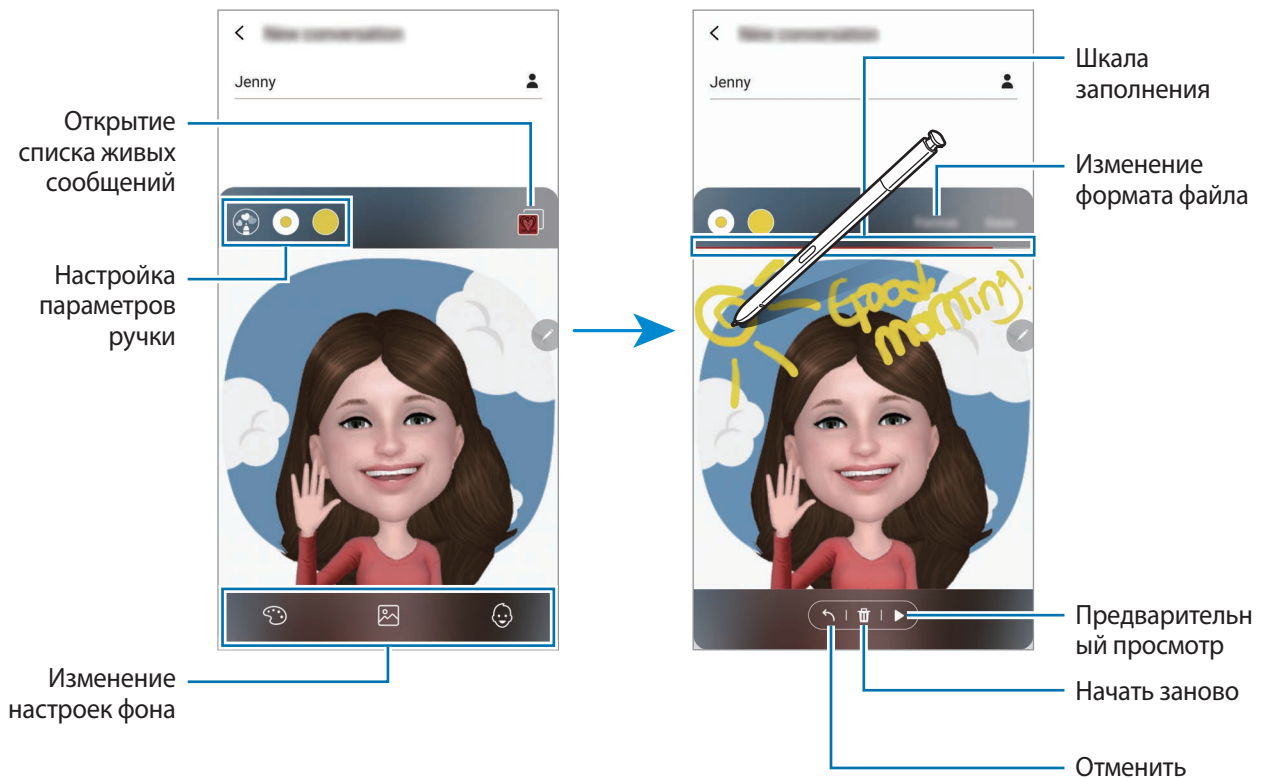 New conversation
Jenny
Открытие
списка живых
сообщений
Настройка
параметров
ручки
Изменение
настроек фона
New conversation
Jenny
Шкала
заполнения
Изменение
формата файла
Good
morning!
Предварительн
ый просмотр
Начать заново
Отменить